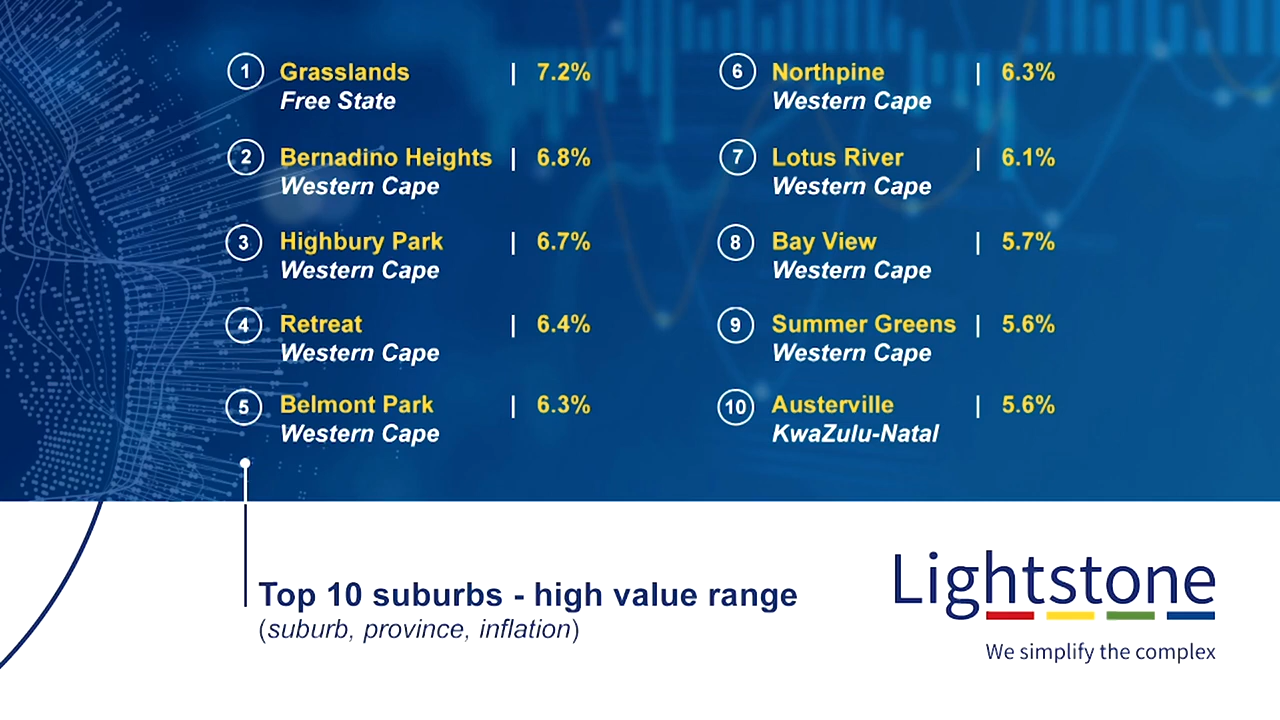 1 Grasslands | 7.2%
Free State
2 Bernadino Heights | 6.8%
Western Cape
3 Highbury Park | 6.7%
Western Cape
4 Retreat | 6.4%
Western Cape
5 Belmont Park | 6.3%
Western Cape
6 Northpine | 6.3%
Western Cape
7 Lotus River | 6.1%
Western Cape
8 Bay View | 5.7%
Western Cape
9 Summer Greens | 5.6%
Western Cape
10 Austerville | 5.6%
KwaZulu-Natal
Top 10 suburbs - high value range
(suburb, province, inflation)
Lightstone
We simplify the complex